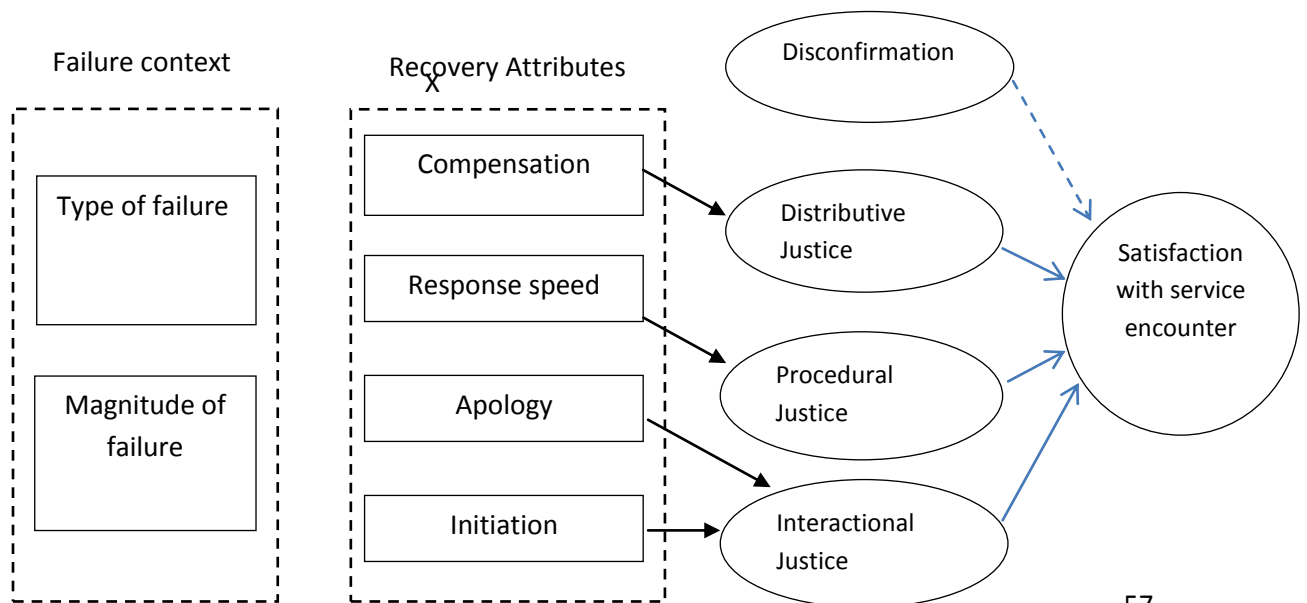 Failure context
Recovery Attributes
X
Disconfirmation
Compensation
Type of failure
Distributive
Justice
Response speed
Satisfaction
with service
encounter
Magnitude of
failure
Apology
Procedural
Justice
Initiation
Interactional
Justice